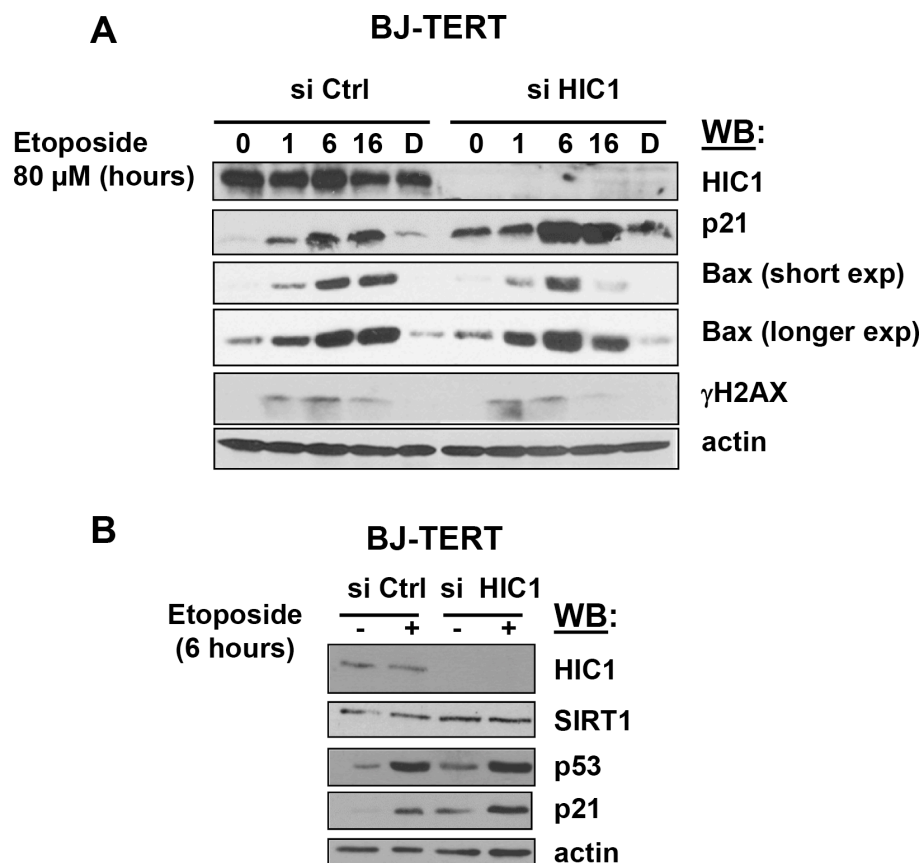 A
BJ-TERT
si Ctrl si HIC1
Etoposide
80 µM (hours)
0 1 6 16 D 0 1 6 16 D
WB:
HIC1
p21
Bax (short exp)
Bax (longer exp)
γH2AX
actin
B
BJ-TERT
si Ctrl si HIC1
Etoposide
(6 hours)
- + - +
WB:
HIC1
SIRT1
p53
p21
actin